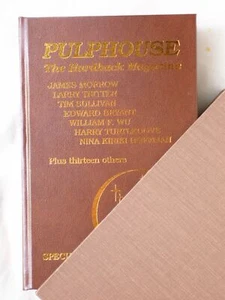 PULPHOUSE
The Hardback Magazine
JAMES MORROW
LARRY TRITTEN
TIM SULLIVAN
EDWARD BRYANT
WILLIAM F. WU
HARRY TURTLEDOVE
NINA KIRIKI HOFFMAN
Plus thirteen others